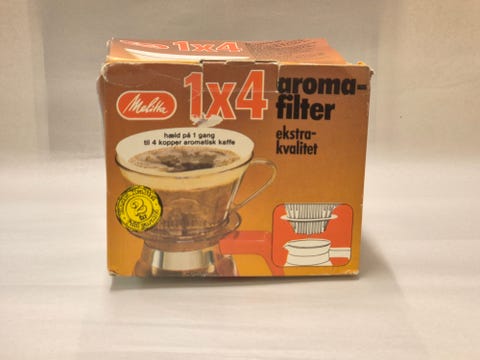 1x4
Melitta
1x4
aroma-
filter
ekstra-
kvalitet
hæld på 1 gang
til 4 kopper aromatisk kaffe